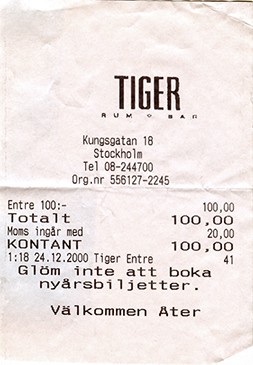 TIGER
RUM & BAR
Kungsgatan 18
Stockholm
Tel 08-244700
Org.nr 556127-2245
Entre 100:- 100,00
Totalt 100,00
Moms ingår med 20,00
KONTANT 100,00
1:18 24.12.2000 Tiger Entre 41
Glöm inte att boka
nyårsbiljetter.
Välkommen Åter